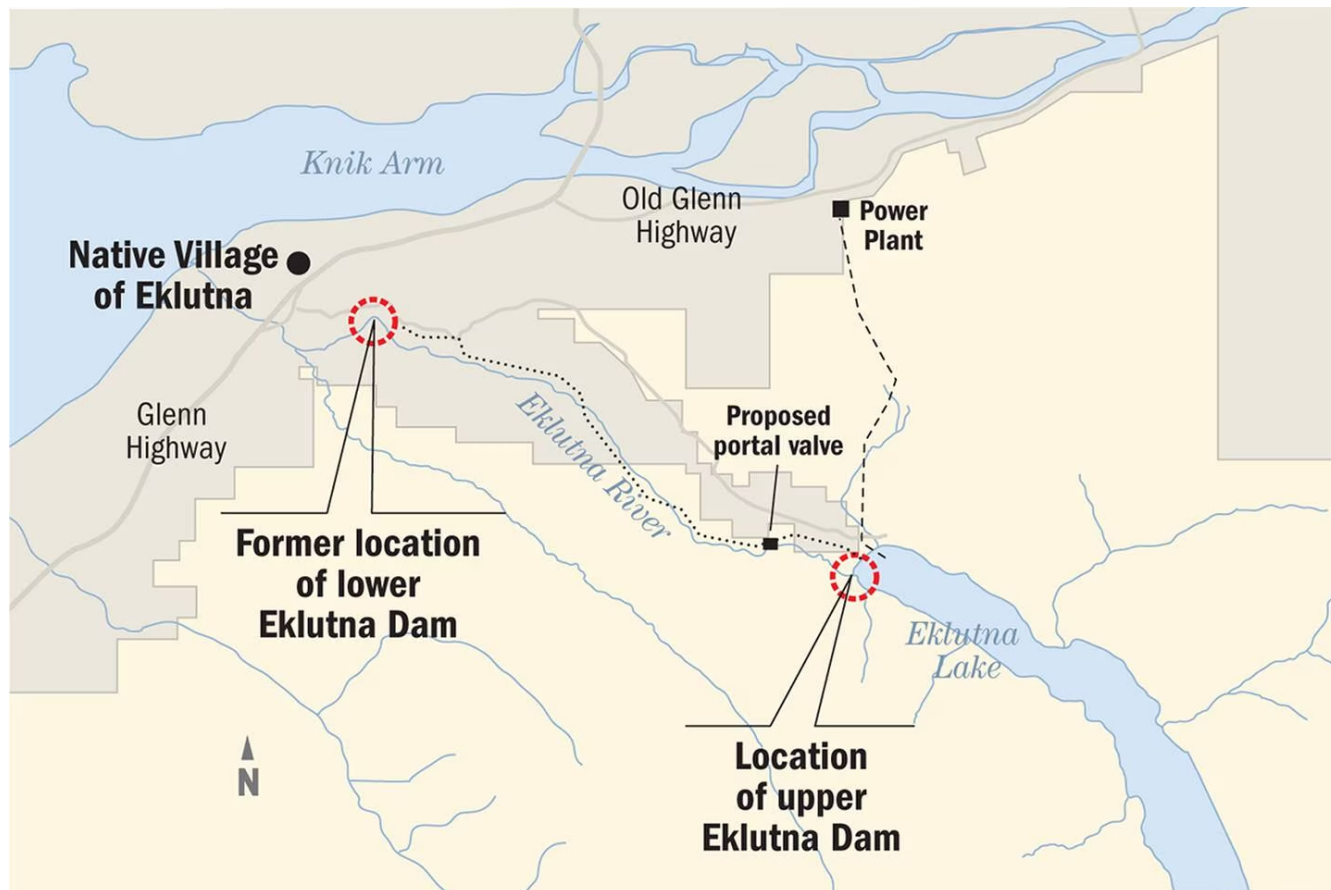 Knik Arm
Old Glenn
Highway
Power
Plant
Native Village
of Eklutna
Glenn
Highway
Eklutna River
Proposed
portal valve
Former location
of lower
Eklutna Dam
Eklutna
Lake
N
Location
of upper
Eklutna Dam